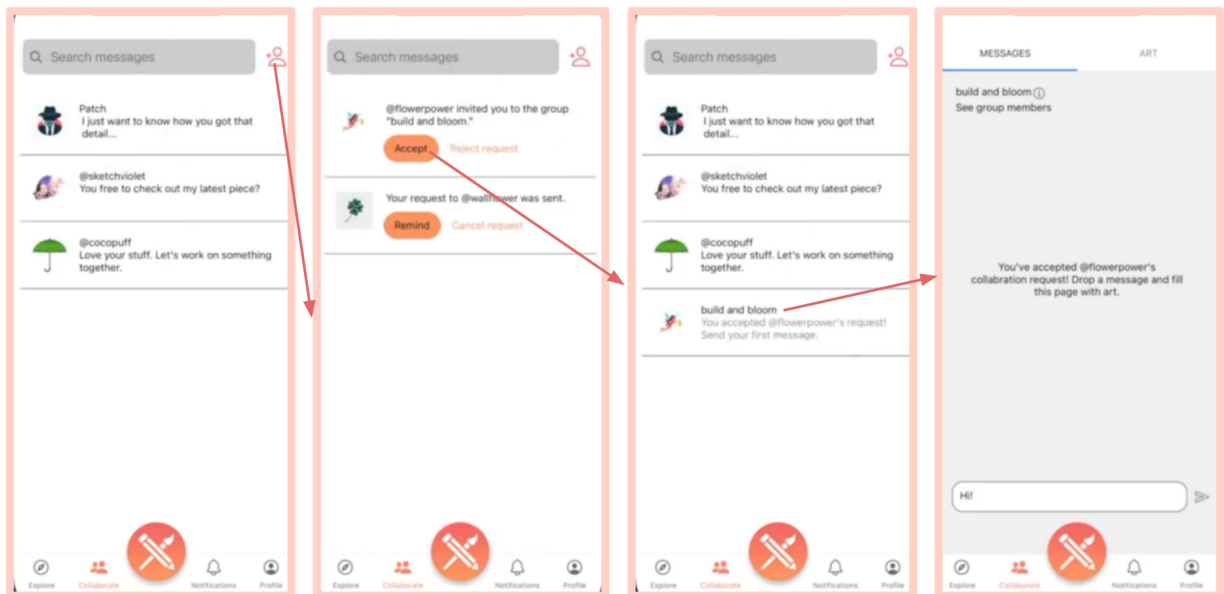 Search messages
Patch
I just want to know how you got that
detail...
@sketchviolet
You free to check out my latest piece?
@cocopuff
Love your stuff. Let's work on something
together.
Explore
Collaborate
Notifications
Profile
Search messages
@flowerpower invited you to the group
"build and bloom."
Accept
Reject request
Your request to @wallflower was sent.
Remind
Cancel request
Explore
Collaborate
Notifications
Profile
Search messages
Patch
I just want to know how you got that
detail...
@sketchviolet
You free to check out my latest piece?
@cocopuff
Love your stuff. Let's work on something
together.
build and bloom
You accepted @flowerpower's request!
Send your first message.
Explore
Collaborate
Notifications
Profile
MESSAGES
ART
build and bloom
See group members
You've accepted @flowerpower's
collabration request! Drop a message and fill
this page with art.
Hi!
Explore
Collaborate
Notifications
Profile